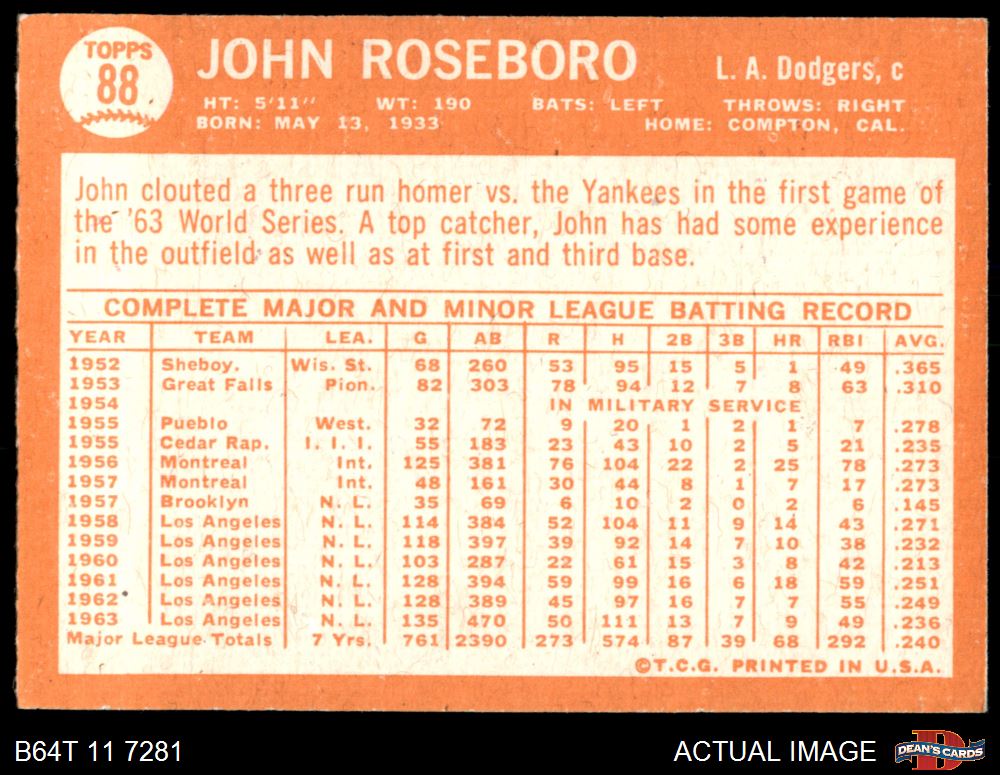 TOPPS
88
JOHN ROSEBORO
L. A. Dodgers, c
HT: 5'11" WT: 190 BATS: LEFT THROWS: RIGHT
BORN: MAY 13, 1933 HOME: COMPTON, CAL.
John clouted a three run homer vs. the Yankees in the first game of
the '63 World Series. A top catcher, John has had some experience
in the outfield as well as at first and third base.
COMPLETE MAJOR AND MINOR LEAGUE BATTING RECORD
YEAR TEAM LEA. G AB R H 2B 3B HR RBI AVG.
1952 Sheboy. Wis. St. 68 260 53 95 15 5 1 49 .365
1953 Great Falls Pion. 82 303 78 94 12 7 8 63 .310
1954 IN MILITARY SERVICE
1955 Pueblo West. 32 72 9 20 1 2 1 7 .278
1955 Cedar Rap. I. I. I. 55 183 23 43 10 2 5 21 .235
1956 Montreal Int. 125 381 76 104 22 2 25 78 .273
1957 Montreal Int. 48 161 30 44 8 1 7 17 .273
1957 Brooklyn N. L. 35 69 6 10 2 0 2 6 .145
1958 Los Angeles N. L. 114 384 52 104 11 9 14 43 .271
1959 Los Angeles N. L. 118 397 39 92 14 7 10 38 .232
1960 Los Angeles N. L. 103 287 22 61 15 3 8 42 .213
1961 Los Angeles N. L. 128 394 59 99 16 6 18 59 .251
1962 Los Angeles N. L. 128 389 45 97 16 7 7 55 .249
1963 Los Angeles N. L. 135 470 50 111 13 7 9 49 .236
Major League Totals 7 Yrs. 761 2390 273 574 87 39 68 292 .240
©T.C.G. PRINTED IN U.S.A.
B64T 11 7281
ACTUAL IMAGE
D
DEAN'S CARDS